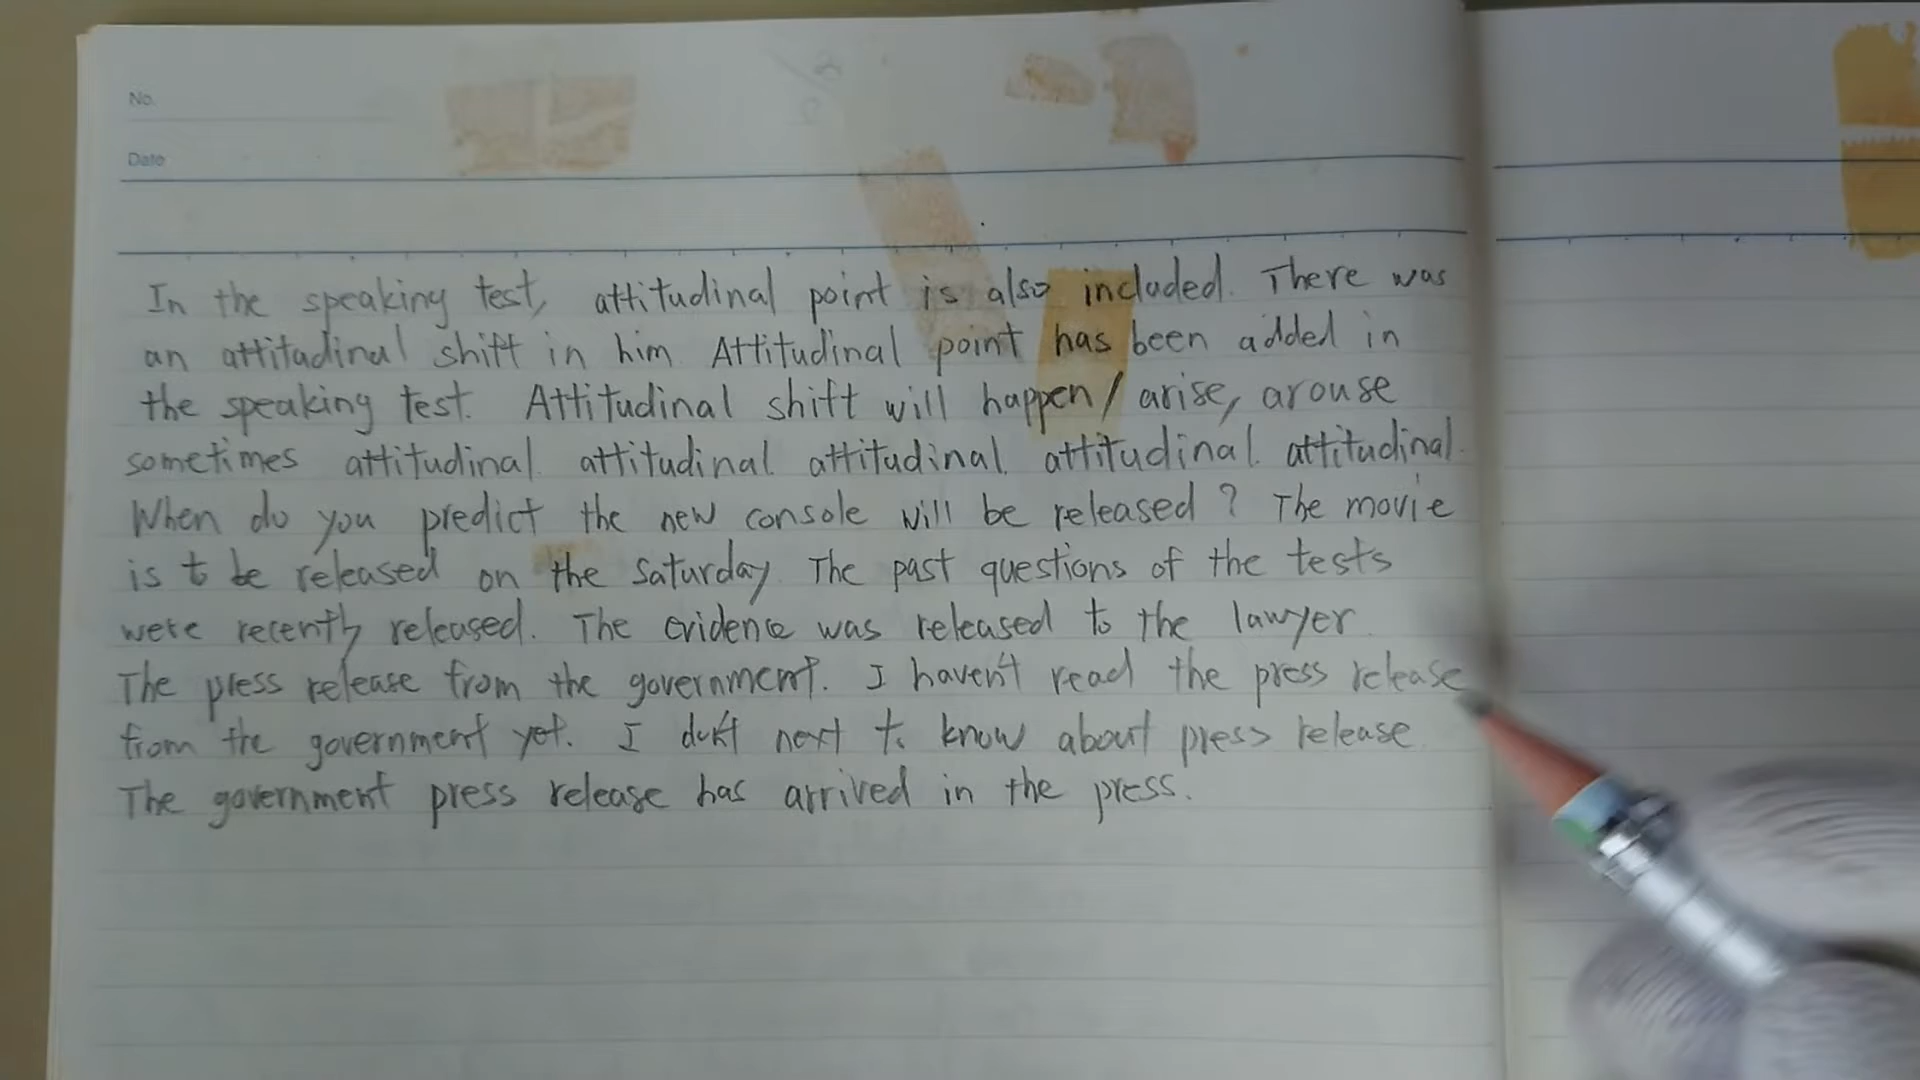 No.
Date
In the speaking test, attitudinal point is also included. There was
an attitudinal shift in him. Attitudinal point has been added in
the speaking test. Attitudinal shift will happen / arise, arouse
sometimes attitudinal. attitudinal. attitudinal. attitudinal. attitudinal.
When do you predict the new console will be released ? The movie
is to be released on the Saturday. The past questions of the tests
were recently released. The evidence was released to the lawyer.
The press release from the government. I haven't read the press release
from the government yet. I don't to know about press release.
The government press release has arrived in the press.